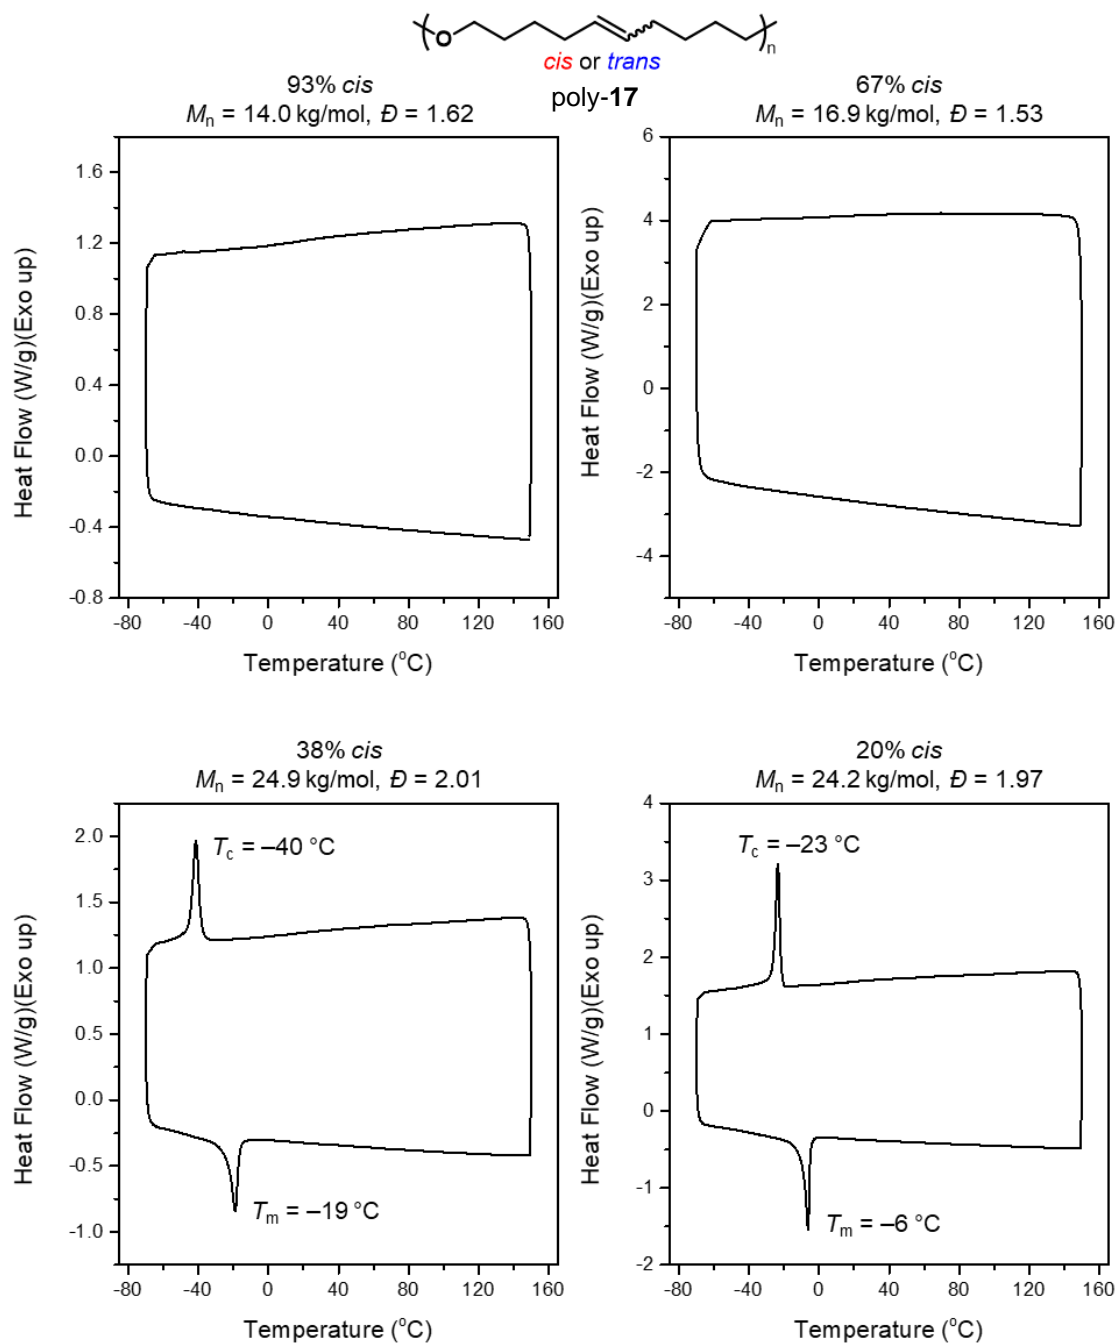 O
n
cis or trans
poly-17
93% cis
Mn = 14.0 kg/mol, Đ = 1.62
1.6
1.2
0.8
0.4
0.0
-0.4
-0.8
Heat Flow (W/g)(Exo up)
-80
-40
0
40
80
120
160
Temperature (°C)
67% cis
Mn = 16.9 kg/mol, Đ = 1.53
6
4
2
0
-2
-4
Heat Flow (W/g)(Exo up)
-80
-40
0
40
80
120
160
Temperature (°C)
38% cis
Mn = 24.9 kg/mol, Đ = 2.01
2.0
1.5
1.0
0.5
0.0
-0.5
-1.0
Heat Flow (W/g)(Exo up)
Tc = –40 °C
Tm = –19 °C
-80
-40
0
40
80
120
160
Temperature (°C)
20% cis
Mn = 24.2 kg/mol, Đ = 1.97
4
3
2
1
0
-1
-2
Heat Flow (W/g)(Exo up)
Tc = –23 °C
Tm = –6 °C
-80
-40
0
40
80
120
160
Temperature (°C)